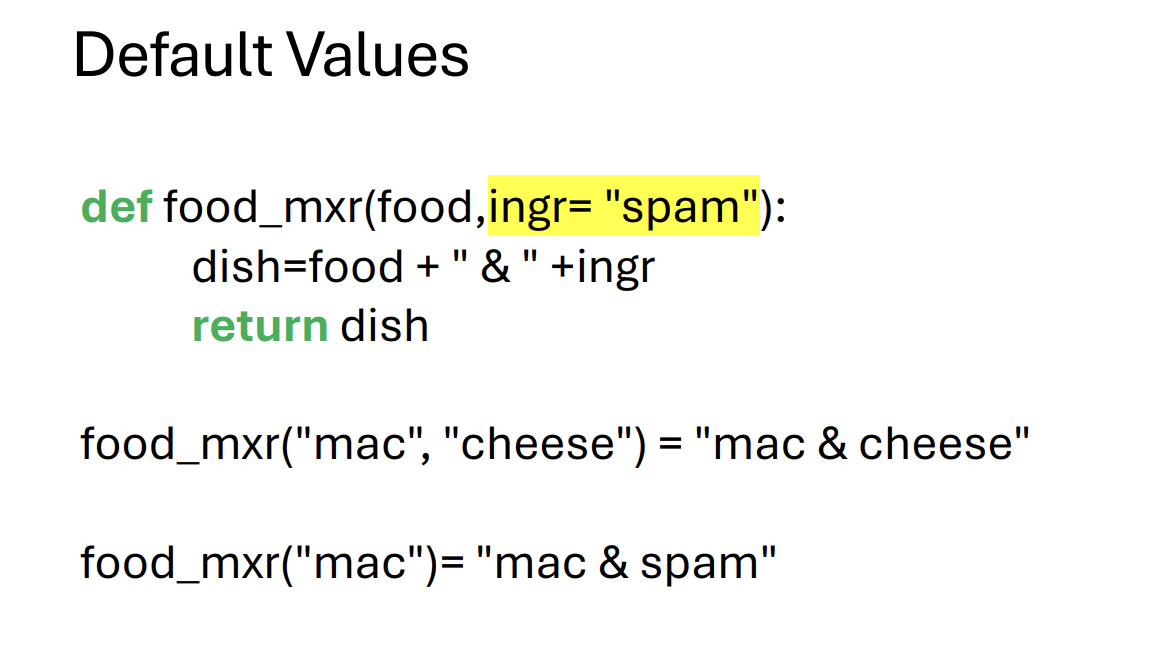 Default Values
def food_mxr(food,ingr= "spam"):
dish=food + " & " +ingr
return dish
food_mxr("mac", "cheese") = "mac & cheese"
food_mxr("mac")= "mac & spam"